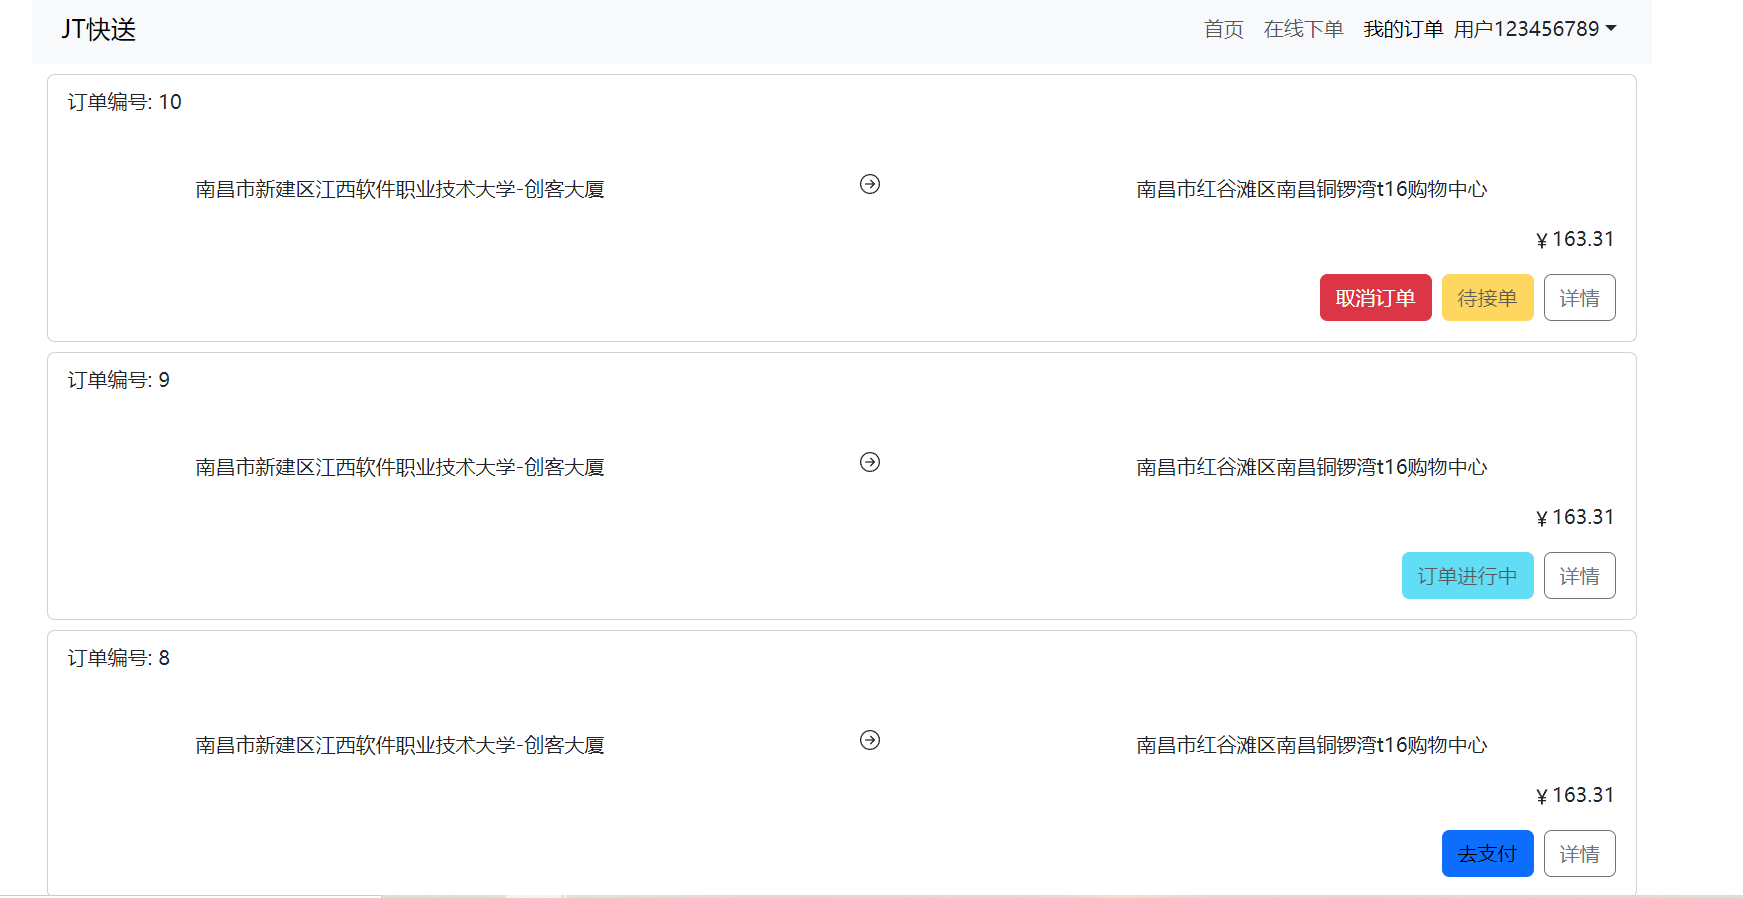 JT快送
首页 在线下单 我的订单 用户123456789
订单编号: 10
南昌市新建区江西软件职业技术大学-创客大厦 南昌市红谷滩区南昌铜锣湾t16购物中心
¥ 163.31
取消订单 待接单 详情
订单编号: 9
南昌市新建区江西软件职业技术大学-创客大厦 南昌市红谷滩区南昌铜锣湾t16购物中心
¥ 163.31
订单进行中 详情
订单编号: 8
南昌市新建区江西软件职业技术大学-创客大厦 南昌市红谷滩区南昌铜锣湾t16购物中心
¥ 163.31
去支付 详情